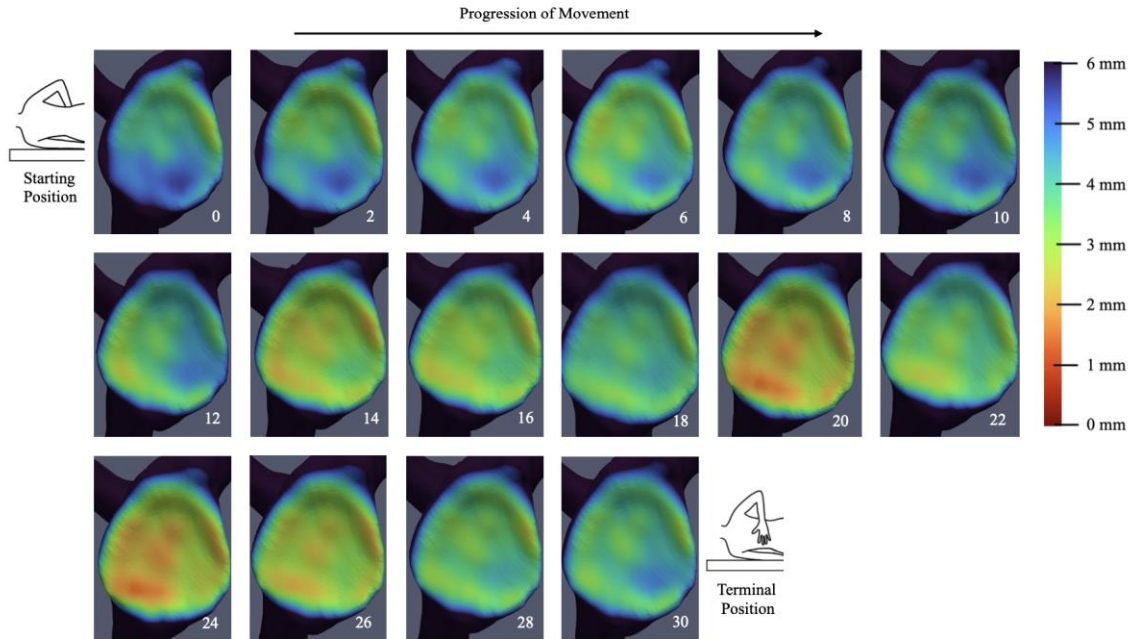 Progression of Movement
Starting
Position
0
2
4
6
8
10
6 mm
5 mm
4 mm
3 mm
2 mm
1 mm
0 mm
12
14
16
18
20
22
24
26
28
30
Terminal
Position